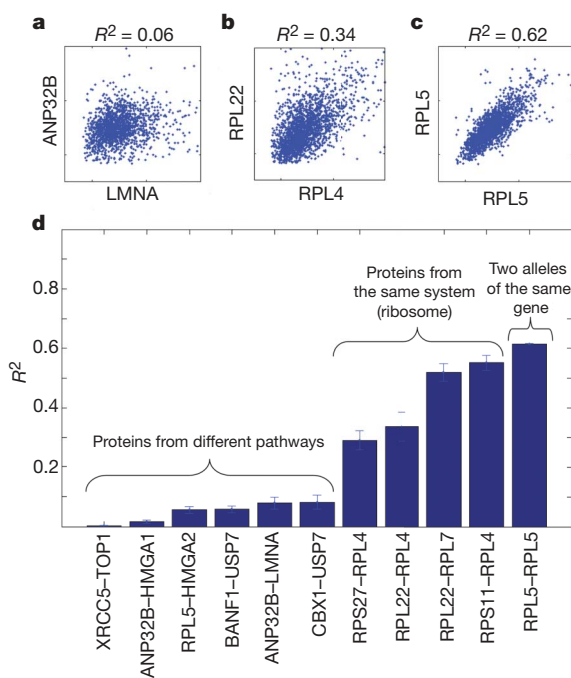 a
R² = 0.06
ANP32B
LMNA
b
R² = 0.34
RPL22
RPL4
c
R² = 0.62
RPL5
RPL5
d
R²
0.8
0.6
0.4
0.2
Proteins from different pathways
Proteins from
the same system
(ribosome)
Two alleles
of the same
gene
XRCC5–TOP1
ANP32B–HMGA1
RPL5–HMGA2
BANF1–USP7
ANP32B–LMNA
CBX1–USP7
RPS27–RPL4
RPL22–RPL4
RPL22–RPL7
RPS11–RPL4
RPL5–RPL5